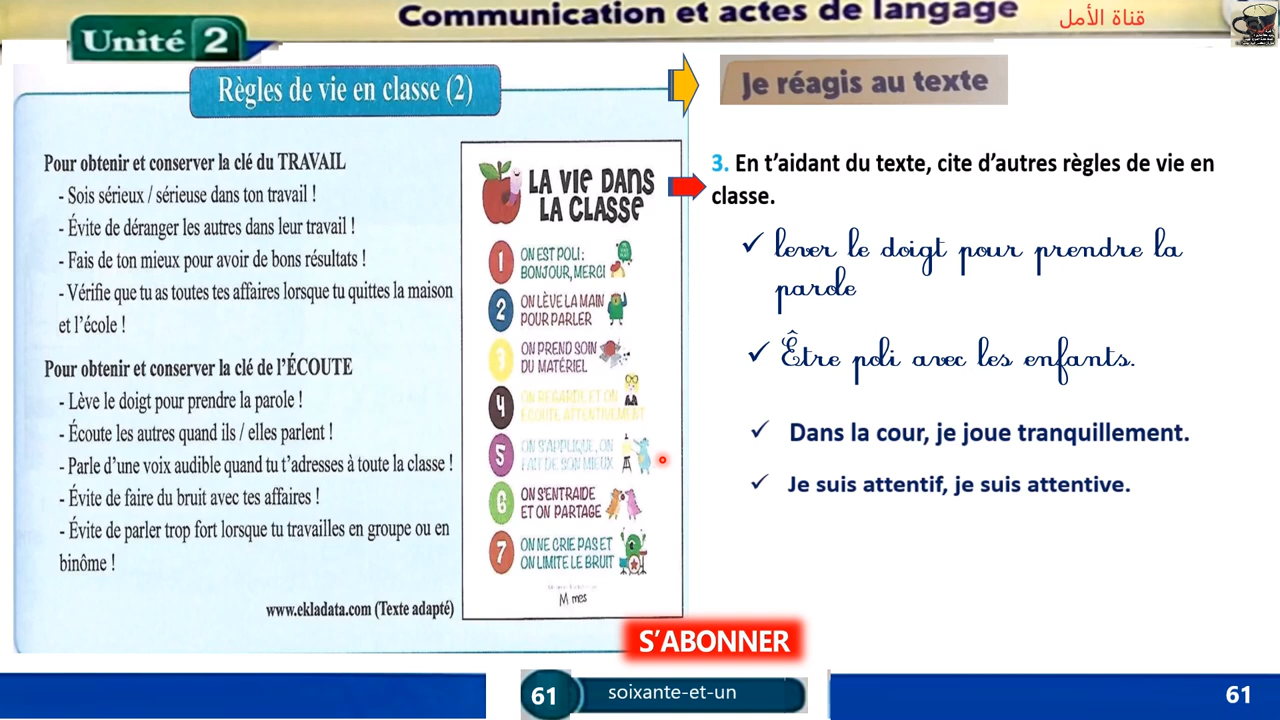 Communication et actes de langage
قناة الأمل
Unité 2
Règles de vie en classe (2)
Je réagis au texte
Pour obtenir et conserver la clé du TRAVAIL
- Sois sérieux / sérieuse dans ton travail !
- Évite de déranger les autres dans leur travail !
- Fais de ton mieux pour avoir de bons résultats !
- Vérifie que tu as toutes tes affaires lorsque tu quittes la maison
et l'école !
Pour obtenir et conserver la clé de l'ÉCOUTE
- Lève le doigt pour prendre la parole !
- Écoute les autres quand ils / elles parlent !
- Parle d'une voix audible quand tu t'adresses à toute la classe !
- Évite de faire du bruit avec tes affaires !
- Évite de parler trop fort lorsque tu travailles en groupe ou en
binôme !
www.ekladata.com (Texte adapté)
LA VIE DANS
LA CLASSE
1 ON EST POLI :
BONJOUR, MERCI
2 ON LÈVE LA MAIN
POUR PARLER
3 ON PREND SOIN
DU MATÉRIEL
4 ON REGARDE ET ON
ÉCOUTE ATTENTIVEMENT
5 ON S'APPLIQUE, ON
FAIT DE SON MIEUX
6 ON S'ENTRAIDE
ET ON PARTAGE
7 ON NE CRIE PAS ET
ON LIMITE LE BRUIT
M mes
3. En t'aidant du texte, cite d'autres règles de vie en
classe.
✓ lever le doigt pour prendre la
parole
✓ Être poli avec les enfants.
✓ Dans la cour, je joue tranquillement.
✓ Je suis attentif, je suis attentive.
S'ABONNER
61 soixante-et-un
61